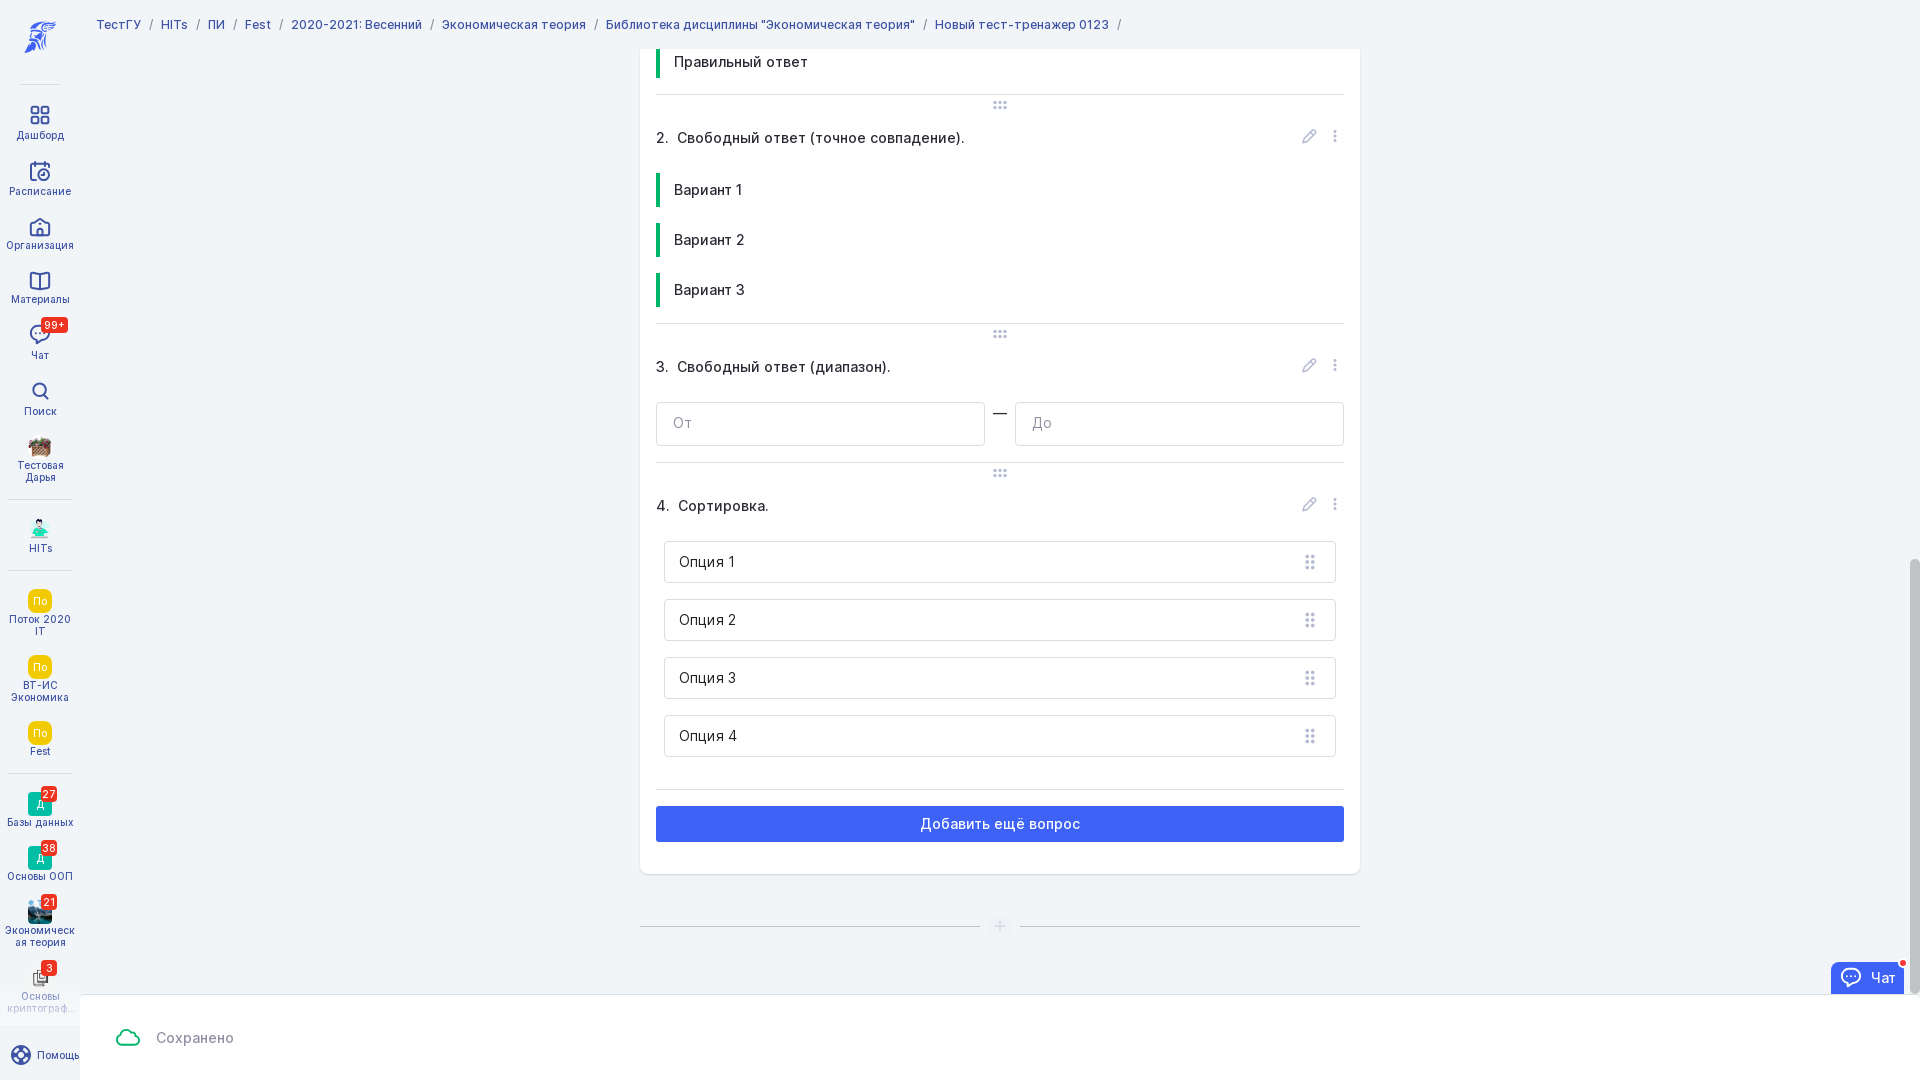 ТестГУ / HITs / ПИ / Fest / 2020-2021: Весенний / Экономическая теория / Библиотека дисциплины "Экономическая теория" / Новый тест-тренажер 0123 /
Дашборд
Расписание
Организация
Материалы
99+
Чат
Поиск
Тестовая
Дарья
HITs
По
Поток 2020
IT
По
ВТ-ИС
Экономика
По
Fest
27
Д
Базы данных
38
Д
Основы ООП
21
Экономическ
ая теория
3
Основы
криптограф...
Помощь
Правильный ответ
2. Свободный ответ (точное совпадение).
Вариант 1
Вариант 2
Вариант 3
3. Свободный ответ (диапазон).
От — До
4. Сортировка.
Опция 1
Опция 2
Опция 3
Опция 4
Добавить ещё вопрос
Чат
Сохранено